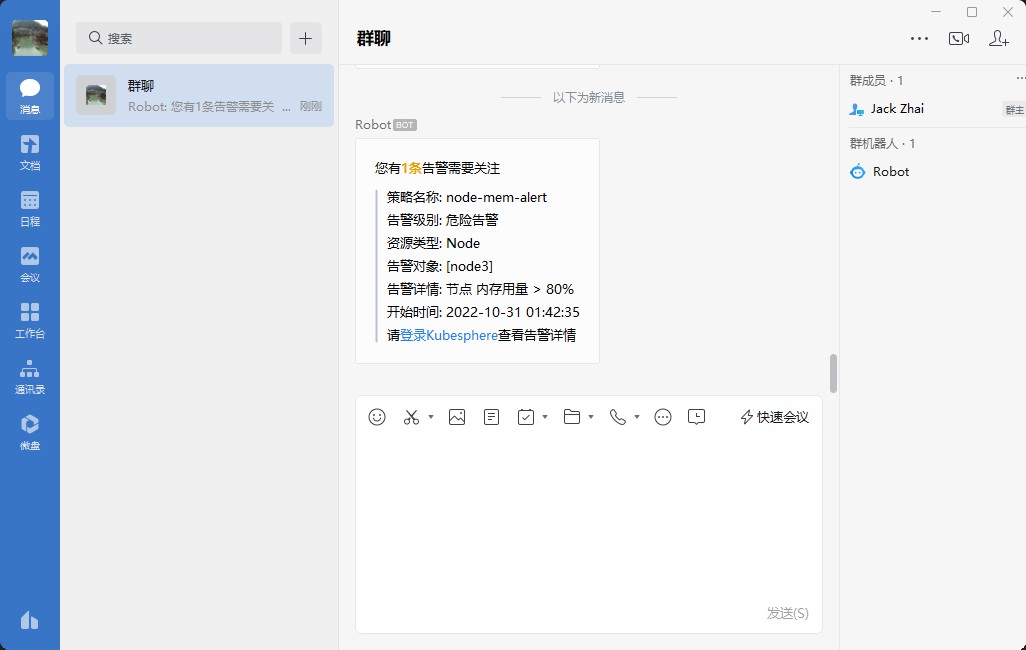 搜索
群聊
群聊
Robot: 您有1条告警需要关 ...
刚刚
消息
文档
日程
会议
工作台
通讯录
微盘
以下为新消息
Robot BOT
您有1条告警需要关注
策略名称: node-mem-alert
告警级别: 危险告警
资源类型: Node
告警对象: [node3]
告警详情: 节点 内存用量 > 80%
开始时间: 2022-10-31 01:42:35
请登录Kubesphere查看告警详情
快速会议
发送(S)
群成员 · 1
Jack Zhai
群主
群机器人 · 1
Robot